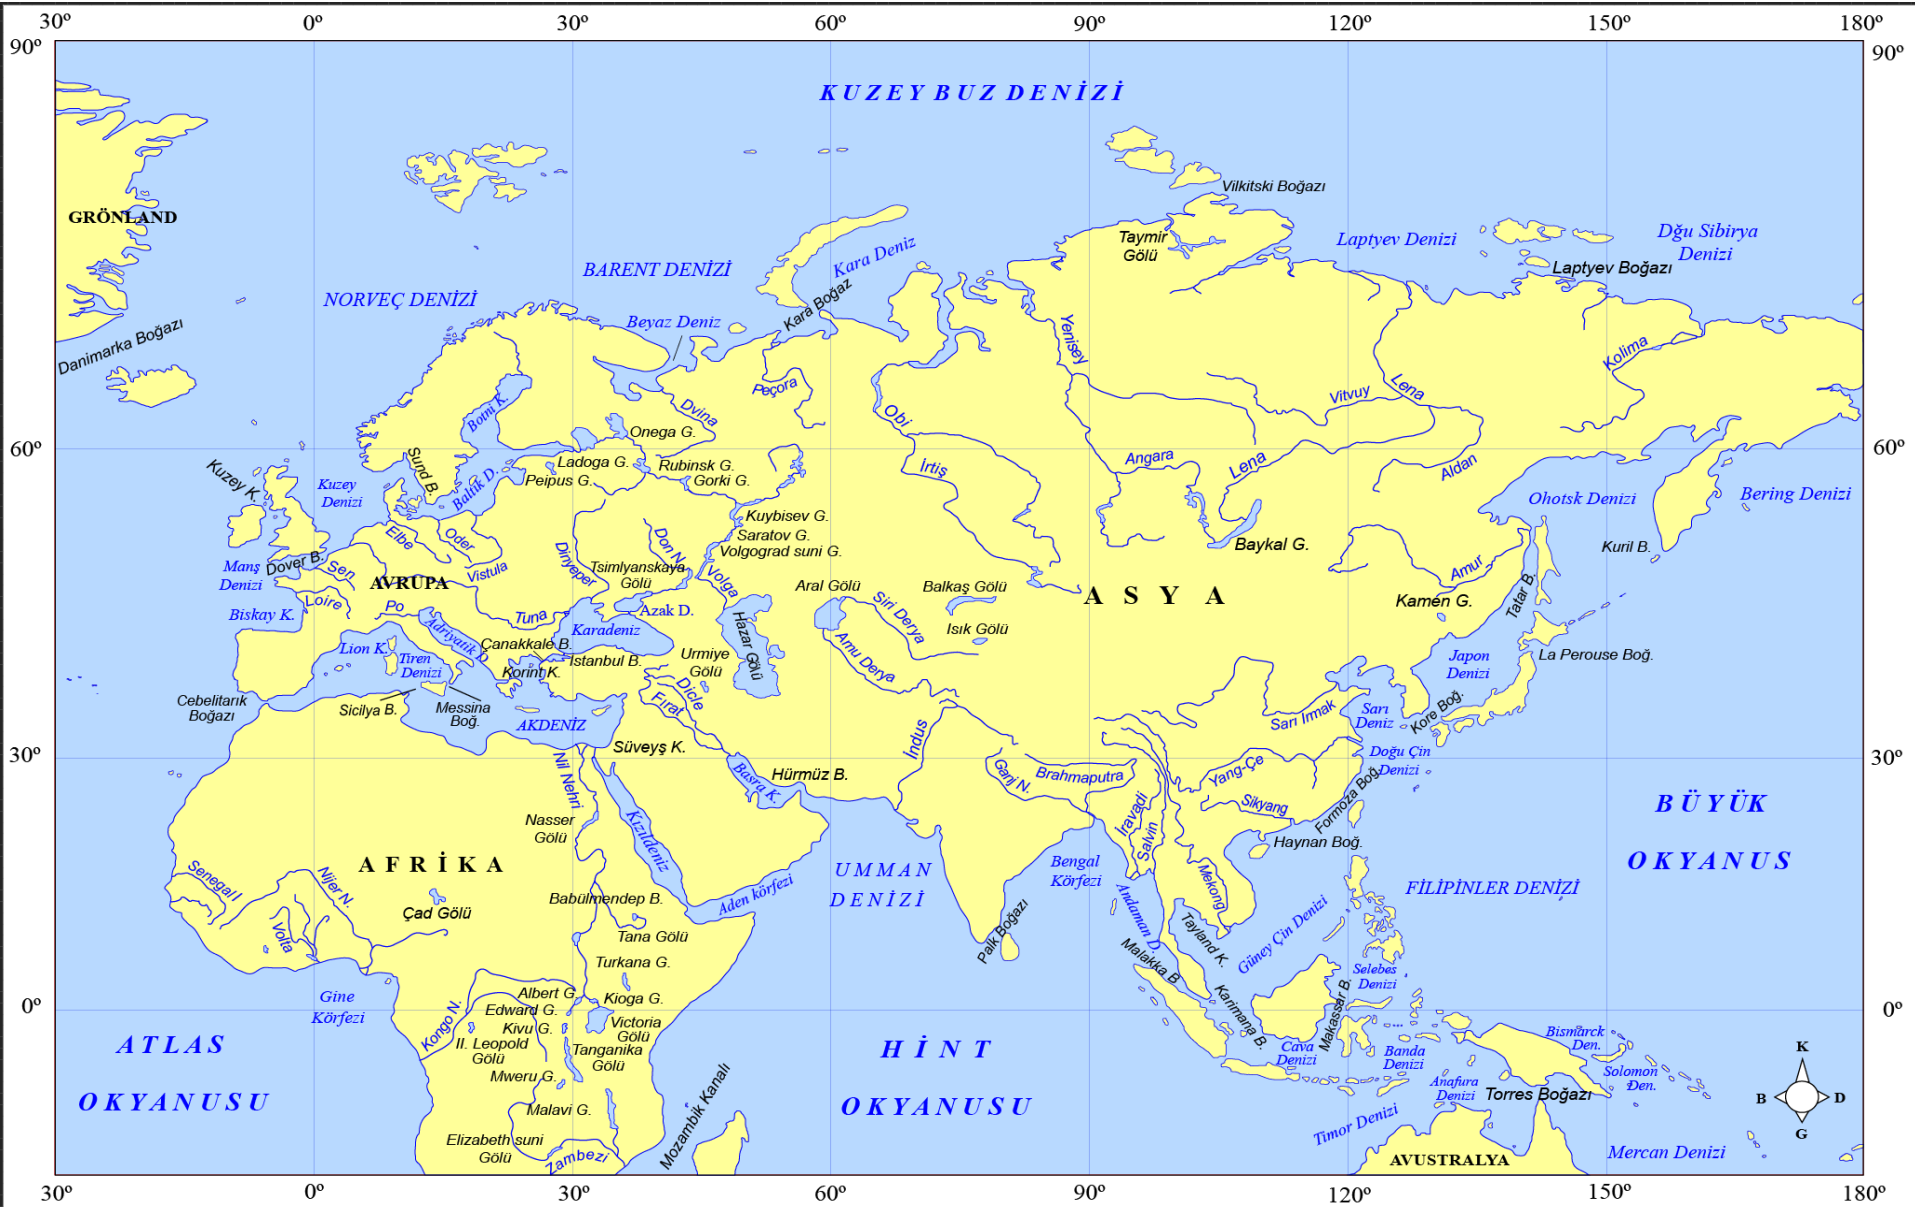 30º 0º 30º 60º 90º 120º 150º 180º
90º 90º
KUZEY BUZ DENİZİ
Vilkitski Boğazı
GRÖNLAND
Taymir
Gölü
Laptyev Denizi
Dğu Sibirya
Denizi
Kara Deniz
BARENT DENİZİ
Laptyev Boğazı
NORVEÇ DENİZİ
Kara Boğaz
Beyaz Deniz
Danimarka Boğazı
Yenisey
Kolima
Peçora
Vitvuy
Lena
Botni K.
Dvina
Obi
Onega G.
60º 60º
Kuzey K.
Sund B.
Ladoga G.
Rubinsk G.
Angara
Lena
Aldan
İrtiş
Kuzey
Denizi
Baltık D.
Peipus G.
Gorki G.
Ohotsk Denizi
Bering Denizi
Kuybisev G.
Saratov G.
Volgograd suni G.
Elbe
Oder
Don N.
Baykal G.
Kuril B.
Dover B.
Manş
Denizi
Sen
AVRUPA
Vistula
Dinyeper
Tsimlyanskaya
Gölü
Volga
Amur
Aral Gölü
Balkaş Gölü
ASYA
Tatar B.
Loire
Po
Biskay K.
Tuna
Azak D.
Siri Derya
Kamen G.
Isık Gölü
Adriyatik D.
Karadeniz
Hazar Gölü
Lion K.
Tiren
Denizi
Çanakkale B.
İstanbul B.
Urmiye
Gölü
Amu Derya
Japon
Denizi
La Perouse Boğ.
Korint K.
Cebelitarık
Boğazı
Sicilya B.
Messina
Boğ.
Dicle
Fırat
AKDENİZ
Sarı Irmak
Sarı
Deniz
Kore Boğ.
Süveyş K.
İndus
30º 30º
Doğu Çin
Denizi
Nil Nehri
Basra K.
Hürmüz B.
Ganj N.
Brahmaputra
Yang-Çe
Formoza Boğ.
Sikyang
BÜYÜK
OKYANUS
Nasser
Gölü
Kızıldeniz
İravadi
Salvin
Haynan Boğ.
AFRİKA
Senegall
Nijer N.
UMMAN
DENİZİ
Bengal
Körfezi
Mekong
FİLİPİNLER DENİZİ
Babülmendep B.
Aden körfezi
Andaman D.
Çad Gölü
Volta
Tana Gölü
Palk Boğazı
Tayland K.
Güney Çin Denizi
Malakka B.
Turkana G.
Selebes
Denizi
Gine
Körfezi
Albert G.
Kioga G.
0º 0º
Edward G.
Kivu G.
Victoria
Gölü
Kongo N.
II. Leopold
Gölü
Tanganika
Gölü
Karimana B.
Makassar B.
Cava
Denizi
Banda
Denizi
Bismarck
Den.
Solomon
Den.
ATLAS
OKYANUSU
HİNT
OKYANUSU
Mweru G.
Anafura
Denizi
Torres Boğazı
Malavi G.
Mozambik Kanalı
Timor Denizi
Elizabeth suni
Gölü
Zambezi
AVUSTRALYA
Mercan Denizi
K
B D
G
30º 0º 30º 60º 90º 120º 150º 180º